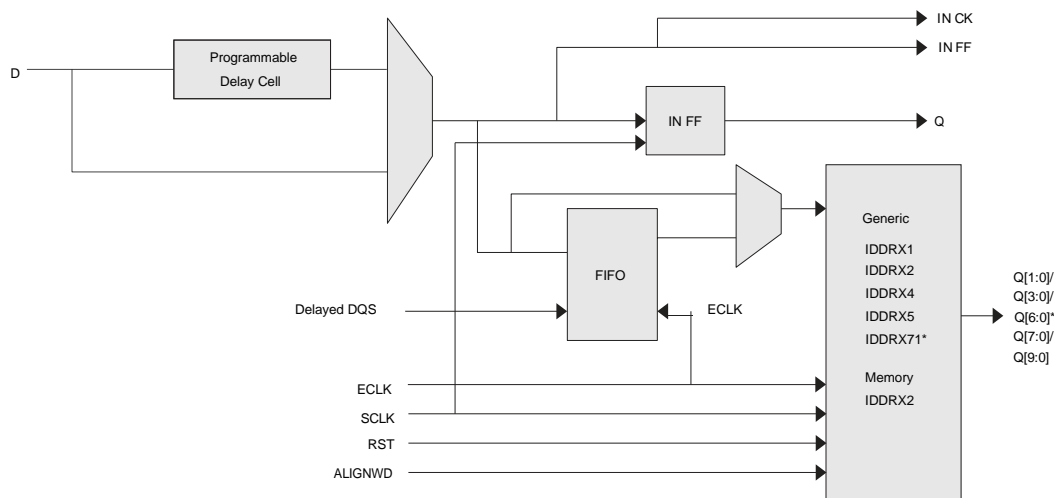 IN CK
IN FF
D
Programmable
Delay Cell
IN FF
Q
Generic
IDDRX1
IDDRX2
IDDRX4
IDDRX5
IDDRX71*
Memory
IDDRX2
FIFO
Delayed DQS
ECLK
Q[1:0]/
Q[3:0]/
Q[6:0]*
Q[7:0]/
Q[9:0]
ECLK
SCLK
RST
ALIGNWD